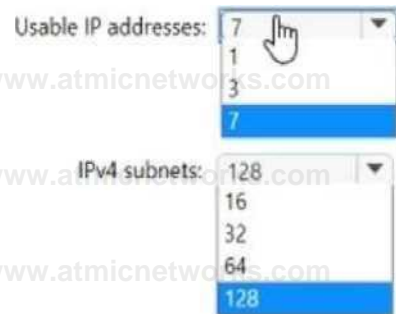 Usable IP addresses: 7
1
www.atmicnetworks.com
3
7
www.atmicnetworks.com
IPv4 subnets: 128
16
32
www.atmicnetworks.com
64
128